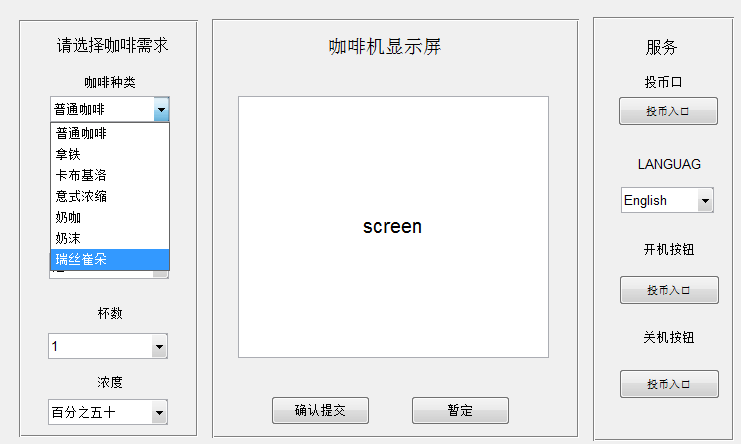 请选择咖啡需求
咖啡种类
普通咖啡
普通咖啡
拿铁
卡布基洛
意式浓缩
奶咖
奶沫
瑞丝崔朵
杯数
1
浓度
百分之五十
咖啡机显示屏
screen
确认提交
暂定
服务
投币口
投币入口
LANGUAG
English
开机按钮
投币入口
关机按钮
投币入口